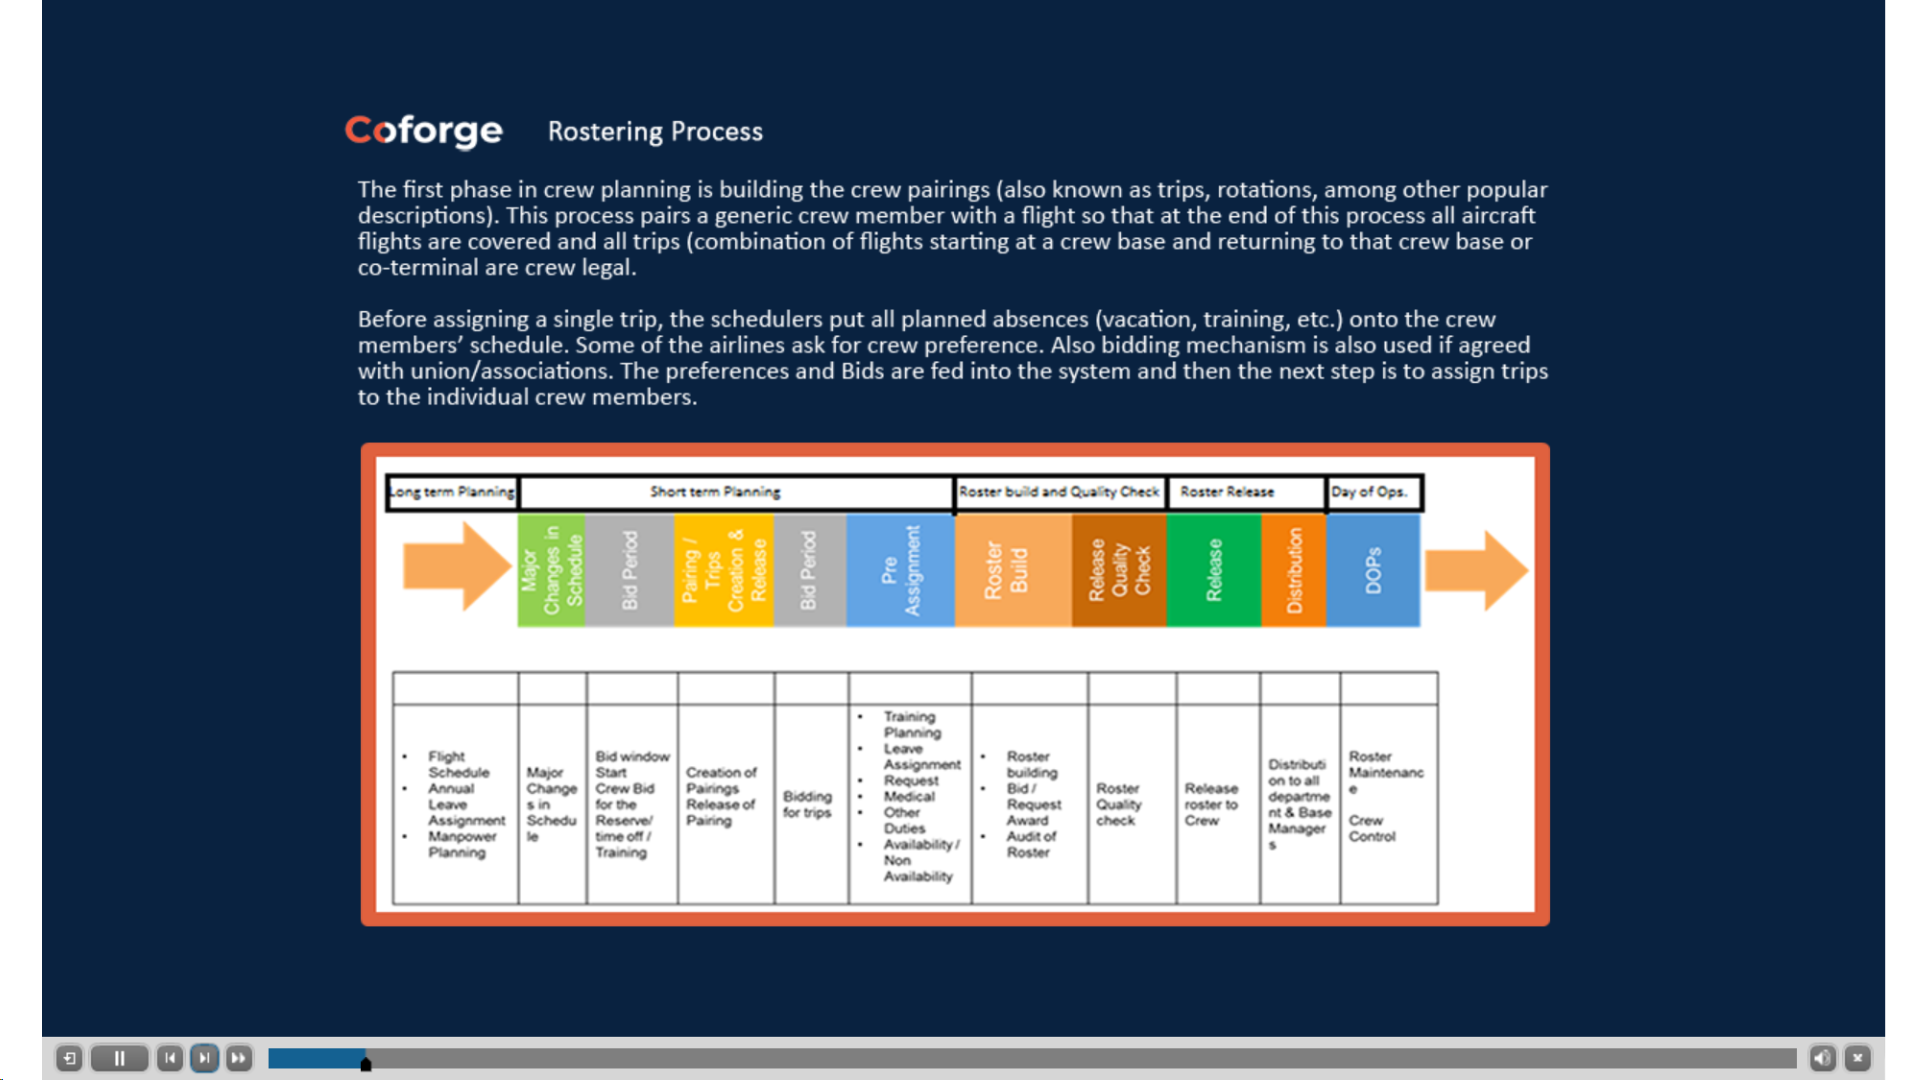 Coforge
Rostering Process
The first phase in crew planning is building the crew pairings (also known as trips, rotations, among other popular
descriptions). This process pairs a generic crew member with a flight so that at the end of this process all aircraft
flights are covered and all trips (combination of flights starting at a crew base and returning to that crew base or
co-terminal are crew legal.
Before assigning a single trip, the schedulers put all planned absences (vacation, training, etc.) onto the crew
members’ schedule. Some of the airlines ask for crew preference. Also bidding mechanism is also used if agreed
with union/associations. The preferences and Bids are fed into the system and then the next step is to assign trips
to the individual crew members.
Long term Planning
Short term Planning
Roster build and Quality Check
Roster Release
Day of Ops.
Major
Changes in
Schedule
Bid Period
Pairing /
Trips
Creation &
Release
Bid Period
Pre
Assignment
Roster
Build
Release
Quality
Check
Release
Distribution
DOPs
• Flight
Schedule
• Annual
Leave
Assignment
• Manpower
Planning
Major
Change
s in
Schedu
le
Bid window
Start
Crew Bid
for the
Reserve/
time off /
Training
Creation of
Pairings
Release of
Pairing
Bidding
for trips
• Training
Planning
• Leave
Assignment
• Request
• Medical
• Other
Duties
• Availability /
Non
Availability
• Roster
building
• Bid /
Request
Award
• Audit of
Roster
Roster
Quality
check
Release
roster to
Crew
Distributi
on to all
departme
nt & Base
Manager
s
Roster
Maintenanc
e
Crew
Control